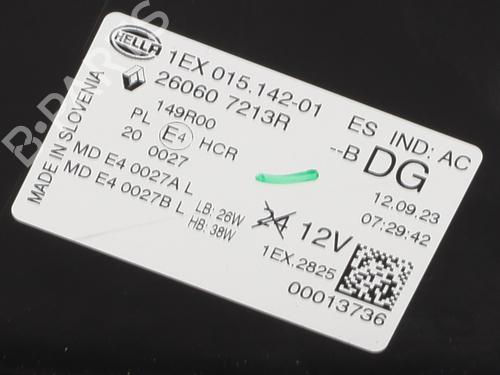 HELLA
1EX 015.142-01
26060 7213R
149R00
PL E4 HCR
20 0027
MD E4 0027A L
MD E4 0027B L
LB: 26W
HB: 38W
MADE IN SLOVENIA
ES IND: AC
--B DG
12.09.23
07:29:42
24 12V
1EX.2825
00013736
B-PARTS